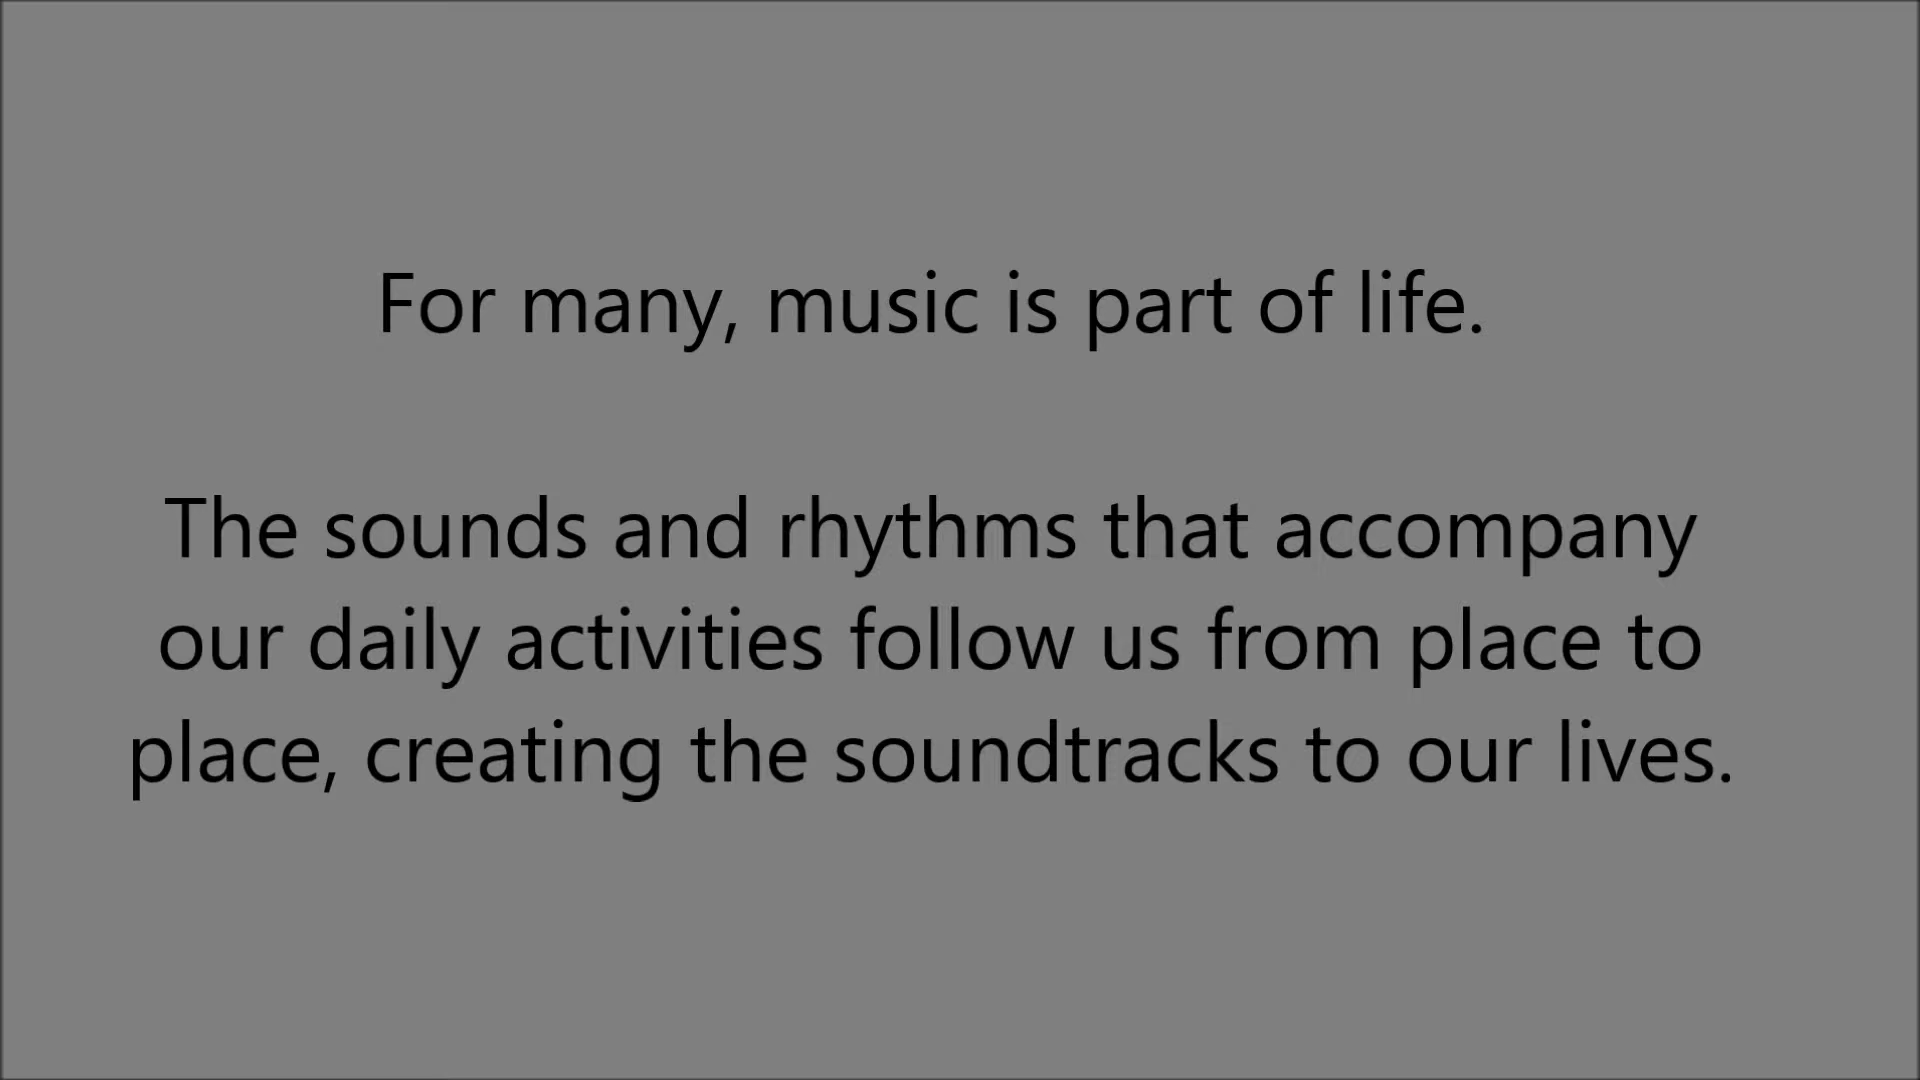 For many, music is part of life.
The sounds and rhythms that accompany
our daily activities follow us from place to
place, creating the soundtracks to our lives.